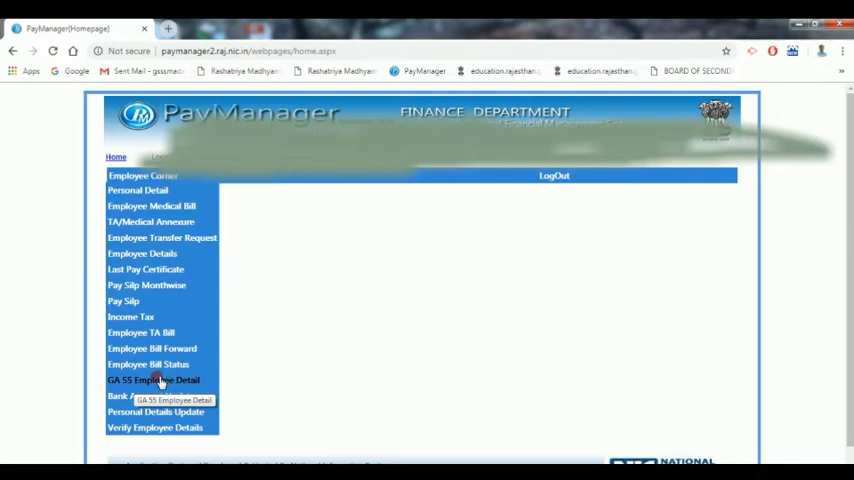 PayManager(Homepage)
Not secure paymanager2.raj.nic.in/webpages/home.aspx
Apps Google Sent Mail - gsssmad Rashatriya Madhyam Rashatriya Madhyam PayManager education.rajasthan.g education.rajasthan.g BOARD OF SECOND
PayManager FINANCE DEPARTMENT
Home
Employee Corner LogOut
Personal Detail
Employee Medical Bill
TA/Medical Annexure
Employee Transfer Request
Employee Details
Last Pay Certificate
Pay Silp Monthwise
Pay Silp
Income Tax
Employee TA Bill
Employee Bill Forward
Employee Bill Status
GA 55 Employee Detail
Bank
GA 55 Employee Detail
Personal Details Update
Verify Employee Details
NATIONAL